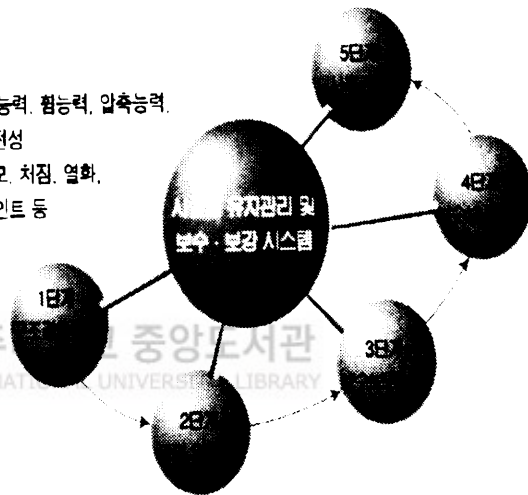 5단계
능력, 휨능력, 압축능력,
전성
모, 처짐, 열화,
인트 등
4단계
유지관리 및
보수 · 보강 시스템
1단계
중앙도서관
UNIVERSITY LIBRARY
3단계
2단계